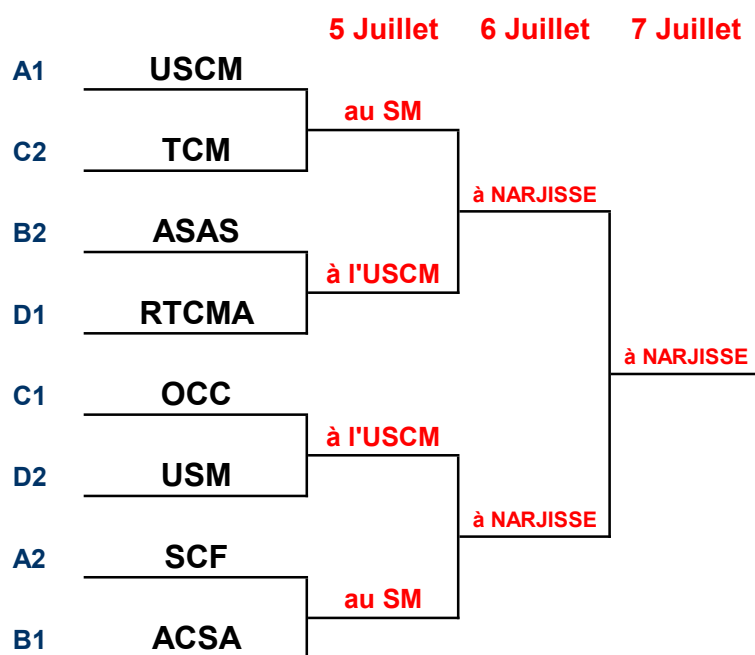 5 Juillet 6 Juillet 7 Juillet
A1 USCM
au SM
C2 TCM
à NARJISSE
B2 ASAS
à l'USCM
D1 RTCMA
à NARJISSE
C1 OCC
à l'USCM
D2 USM
à NARJISSE
A2 SCF
au SM
B1 ACSA